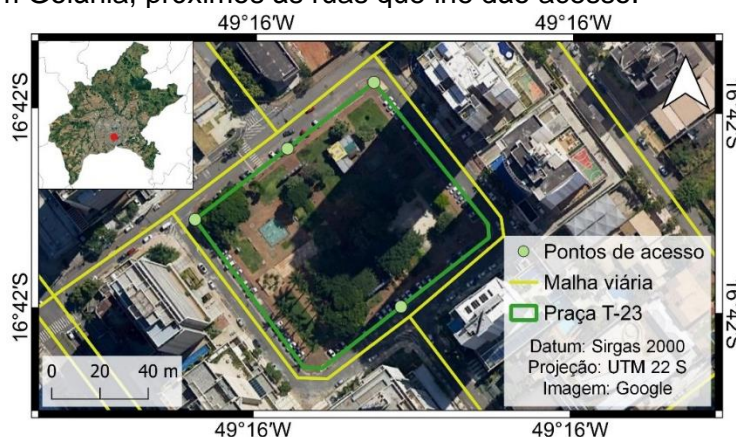 em Goiânia, próximos às ruas que lhe dão acesso.
49°16'W 49°16'W
16°42'S
16°42'S
16°42'S
16°42'S
Pontos de acesso
Malha viária
Praça T-23
Datum: Sirgas 2000
Projeção: UTM 22 S
Imagem: Google
0 20 40 m
49°16'W 49°16'W